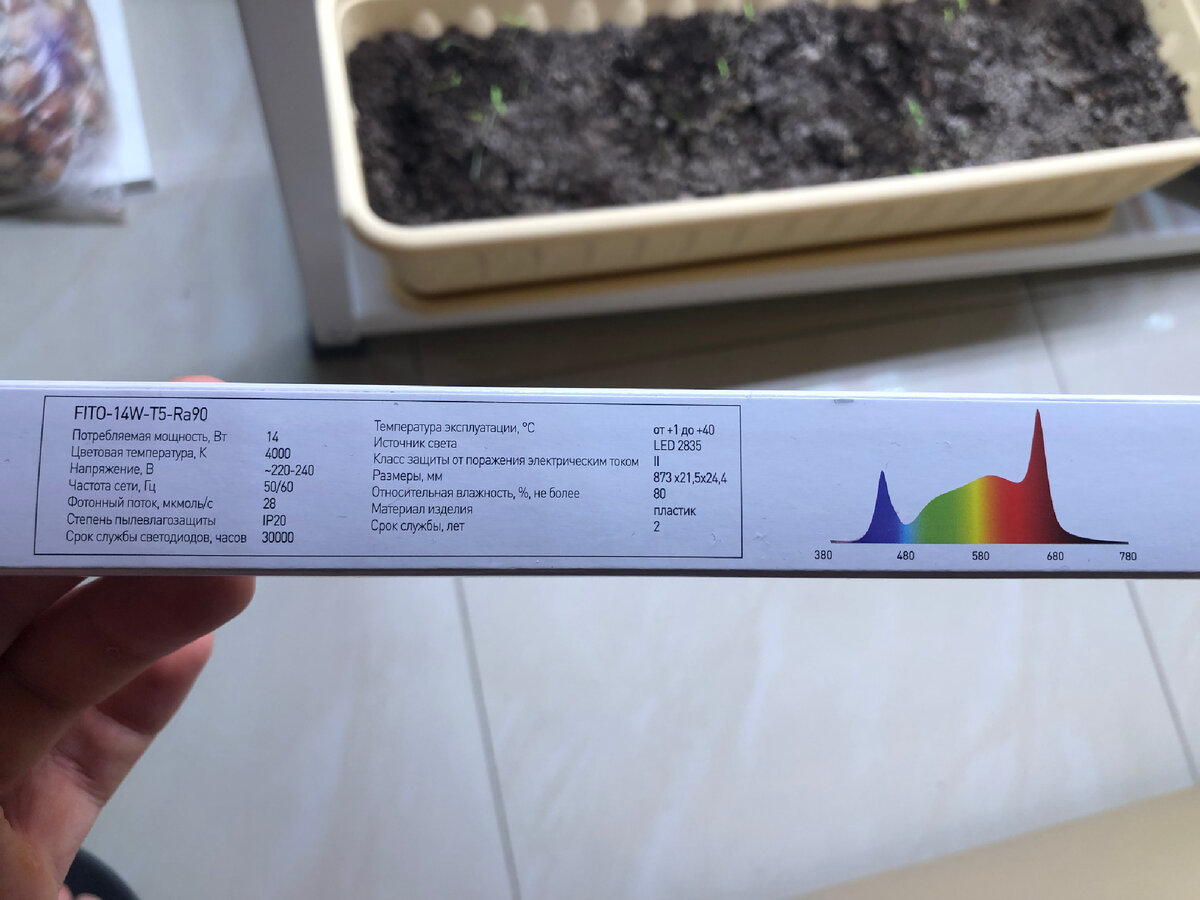 FITO-14W-T5-Ra90
Потребляемая мощность, Вт 14
Цветовая температура, К 4000
Напряжение, В ~220-240
Частота сети, Гц 50/60
Фотонный поток, мкмоль/с 28
Степень пылевлагозащиты IP20
Срок службы светодиодов, часов 30000
Температура эксплуатации, °С от +1 до +40
Источник света LED 2835
Класс защиты от поражения электрическим током II
Размеры, мм 873 х21,5х24,4
Относительная влажность, %, не более 80
Материал изделия пластик
Срок службы, лет 2
380 480 580 680 780